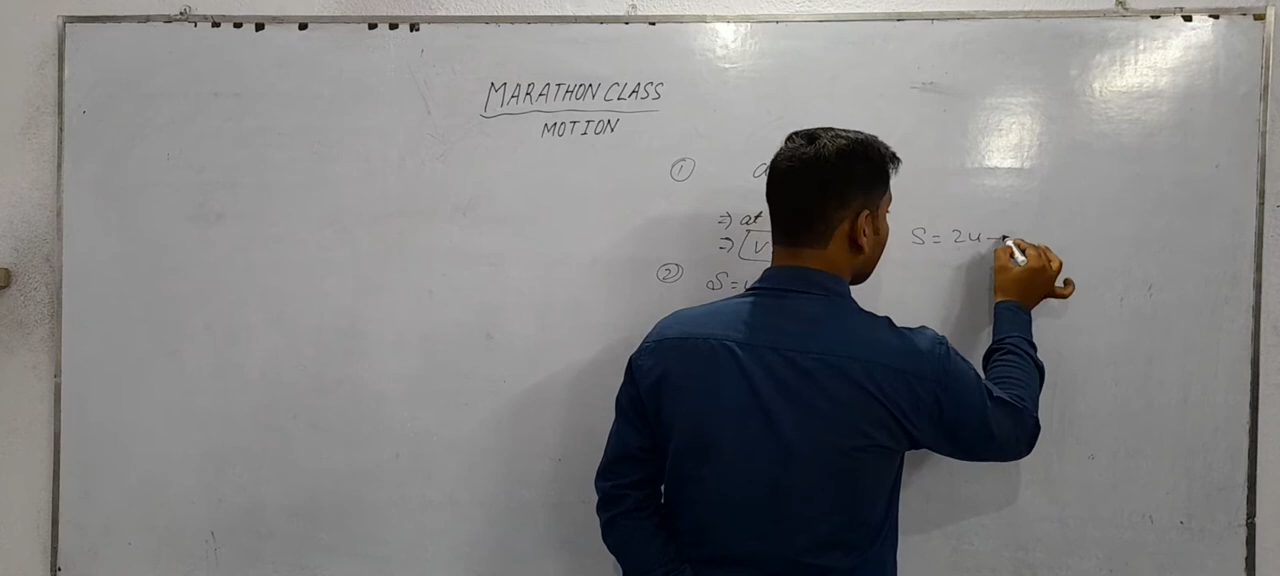 MARATHON CLASS
MOTION
① a
⇒ at
⇒ v
S = 2u
② S = u